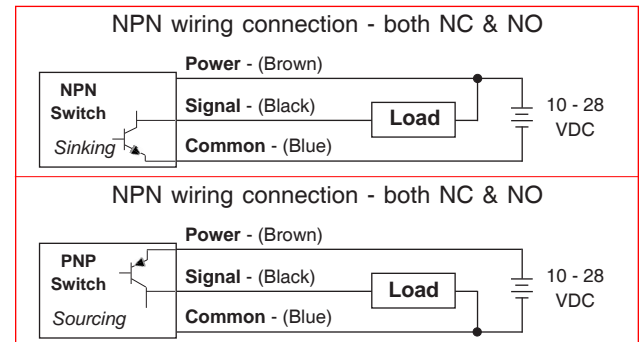 NPN wiring connection - both NC & NO
Power - (Brown)
NPN
Switch
Signal - (Black)
Load
10 - 28
VDC
Sinking
Common - (Blue)
NPN wiring connection - both NC & NO
Power - (Brown)
PNP
Switch
Signal - (Black)
Load
10 - 28
VDC
Sourcing
Common - (Blue)